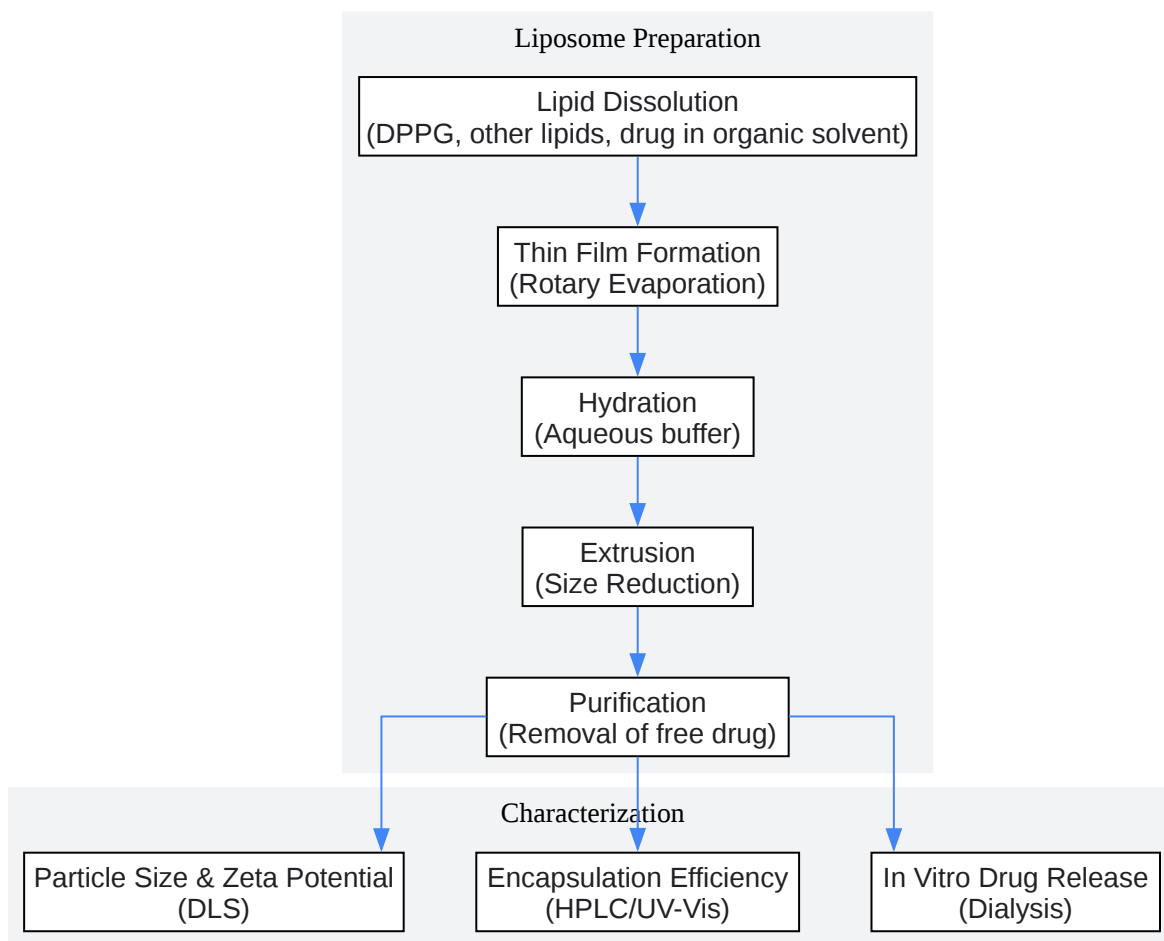 Liposome Preparation
Lipid Dissolution
(DPPG, other lipids, drug in organic solvent)
Thin Film Formation
(Rotary Evaporation)
Hydration
(Aqueous buffer)
Extrusion
(Size Reduction)
Purification
(Removal of free drug)
Characterization
Particle Size & Zeta Potential
(DLS)
Encapsulation Efficiency
(HPLC/UV-Vis)
In Vitro Drug Release
(Dialysis)